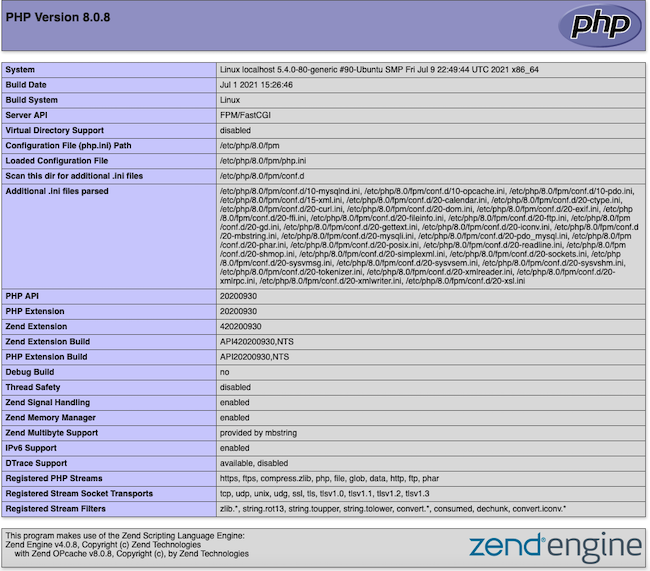 PHP Version 8.0.8
php
System Linux localhost 5.4.0-80-generic #90-Ubuntu SMP Fri Jul 9 22:49:44 UTC 2021 x86_64
Build Date Jul 1 2021 15:26:46
Build System Linux
Server API FPM/FastCGI
Virtual Directory Support disabled
Configuration File (php.ini) Path /etc/php/8.0/fpm
Loaded Configuration File /etc/php/8.0/fpm/php.ini
Scan this dir for additional .ini files /etc/php/8.0/fpm/conf.d
Additional .ini files parsed /etc/php/8.0/fpm/conf.d/10-mysqlnd.ini, /etc/php/8.0/fpm/conf.d/10-opcache.ini, /etc/php/8.0/fpm/conf.d/10-pdo.ini,
/etc/php/8.0/fpm/conf.d/15-xml.ini, /etc/php/8.0/fpm/conf.d/20-calendar.ini, /etc/php/8.0/fpm/conf.d/20-ctype.ini,
/etc/php/8.0/fpm/conf.d/20-curl.ini, /etc/php/8.0/fpm/conf.d/20-dom.ini, /etc/php/8.0/fpm/conf.d/20-exif.ini, /etc/php
/8.0/fpm/conf.d/20-ffi.ini, /etc/php/8.0/fpm/conf.d/20-fileinfo.ini, /etc/php/8.0/fpm/conf.d/20-ftp.ini, /etc/php/8.0/fpm
/conf.d/20-gd.ini, /etc/php/8.0/fpm/conf.d/20-gettext.ini, /etc/php/8.0/fpm/conf.d/20-iconv.ini, /etc/php/8.0/fpm/conf.d
/20-mbstring.ini, /etc/php/8.0/fpm/conf.d/20-mysqli.ini, /etc/php/8.0/fpm/conf.d/20-pdo_mysql.ini, /etc/php/8.0/fpm
/conf.d/20-phar.ini, /etc/php/8.0/fpm/conf.d/20-posix.ini, /etc/php/8.0/fpm/conf.d/20-readline.ini, /etc/php/8.0/fpm
/conf.d/20-shmop.ini, /etc/php/8.0/fpm/conf.d/20-simplexml.ini, /etc/php/8.0/fpm/conf.d/20-sockets.ini, /etc/php
/8.0/fpm/conf.d/20-sysvmsg.ini, /etc/php/8.0/fpm/conf.d/20-sysvsem.ini, /etc/php/8.0/fpm/conf.d/20-sysvshm.ini,
/etc/php/8.0/fpm/conf.d/20-tokenizer.ini, /etc/php/8.0/fpm/conf.d/20-xmlreader.ini, /etc/php/8.0/fpm/conf.d/20-
xmlrpc.ini, /etc/php/8.0/fpm/conf.d/20-xmlwriter.ini, /etc/php/8.0/fpm/conf.d/20-xsl.ini
PHP API 20200930
PHP Extension 20200930
Zend Extension 420200930
Zend Extension Build API420200930,NTS
PHP Extension Build API20200930,NTS
Debug Build no
Thread Safety disabled
Zend Signal Handling enabled
Zend Memory Manager enabled
Zend Multibyte Support provided by mbstring
IPv6 Support enabled
DTrace Support available, disabled
Registered PHP Streams https, ftps, compress.zlib, php, file, glob, data, http, ftp, phar
Registered Stream Socket Transports tcp, udp, unix, udg, ssl, tls, tlsv1.0, tlsv1.1, tlsv1.2, tlsv1.3
Registered Stream Filters zlib.*, string.rot13, string.toupper, string.tolower, convert.*, consumed, dechunk, convert.iconv.*
This program makes use of the Zend Scripting Language Engine:
Zend Engine v4.0.8, Copyright (c) Zend Technologies
with Zend OPcache v8.0.8, Copyright (c), by Zend Technologies
zend engine